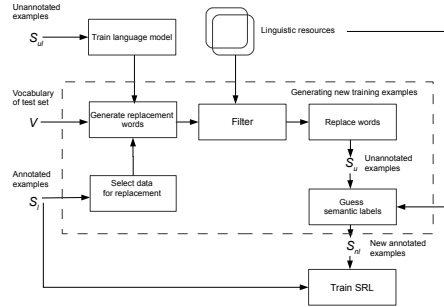 Unannotated
examples
S_ul
Train language model
Linguistic resources
Vocabulary
of test set
V
Generating new training examples
Generate replacement
words
Filter
Replace words
Annotated
examples
S_l
Select data
for replacement
S_u
Unannotated
examples
Guess
semantic labels
S_nl
New annotated
examples
Train SRL